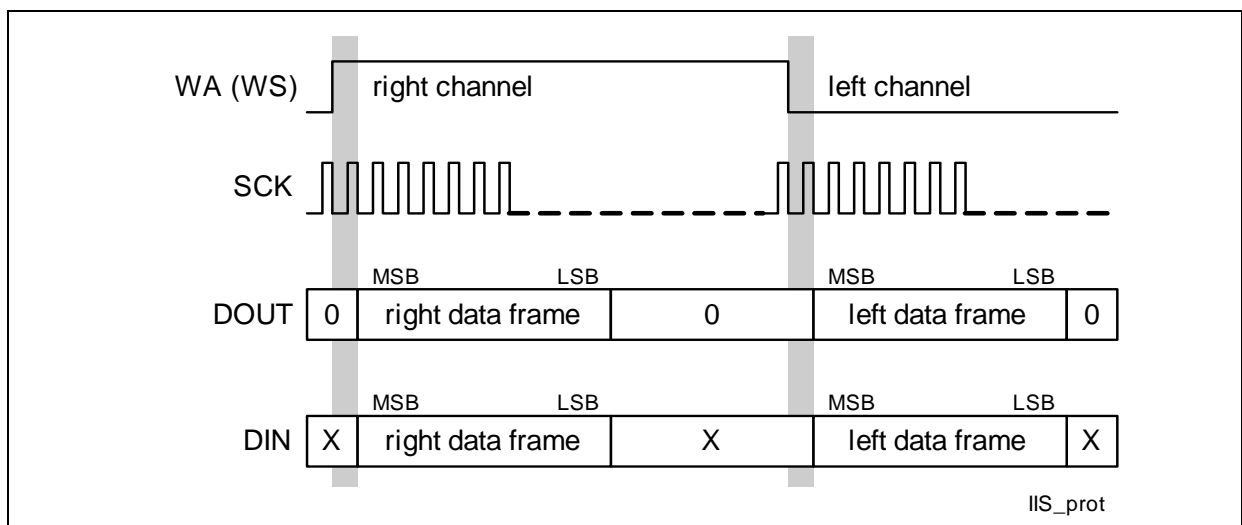 WA (WS) right channel left channel
SCK
MSB LSB MSB LSB
DOUT 0 right data frame 0 left data frame 0
MSB LSB MSB LSB
DIN X right data frame X left data frame X
IIS_prot